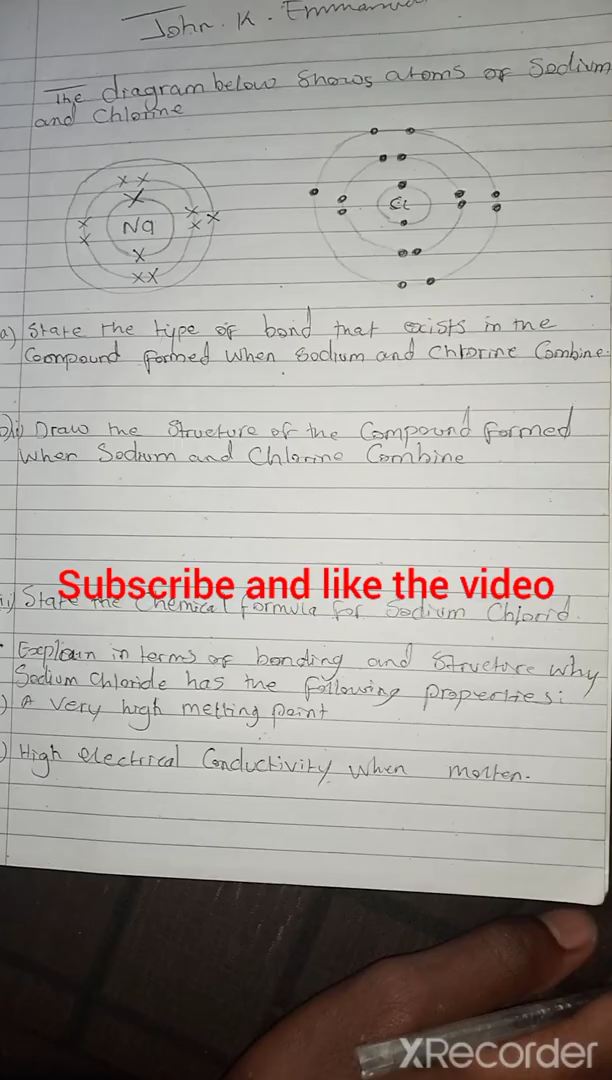 John. K. Emmanuel
The diagram below shows atoms of Sodium
and Chlorine
Na
CL
a) State the type of bond that exists in the
Compound formed when Sodium and Chlorine Combine.
b)i) Draw the Structure of the Compound formed
when Sodium and Chlorine Combine
Subscribe and like the video
ii) State the Chemical formula for Sodium Chlorid.
Explain in terms of bonding and Structure why
Sodium Chloride has the following properties:
) A very high melting point
) High electrical Conductivity when molten.
XRecorder